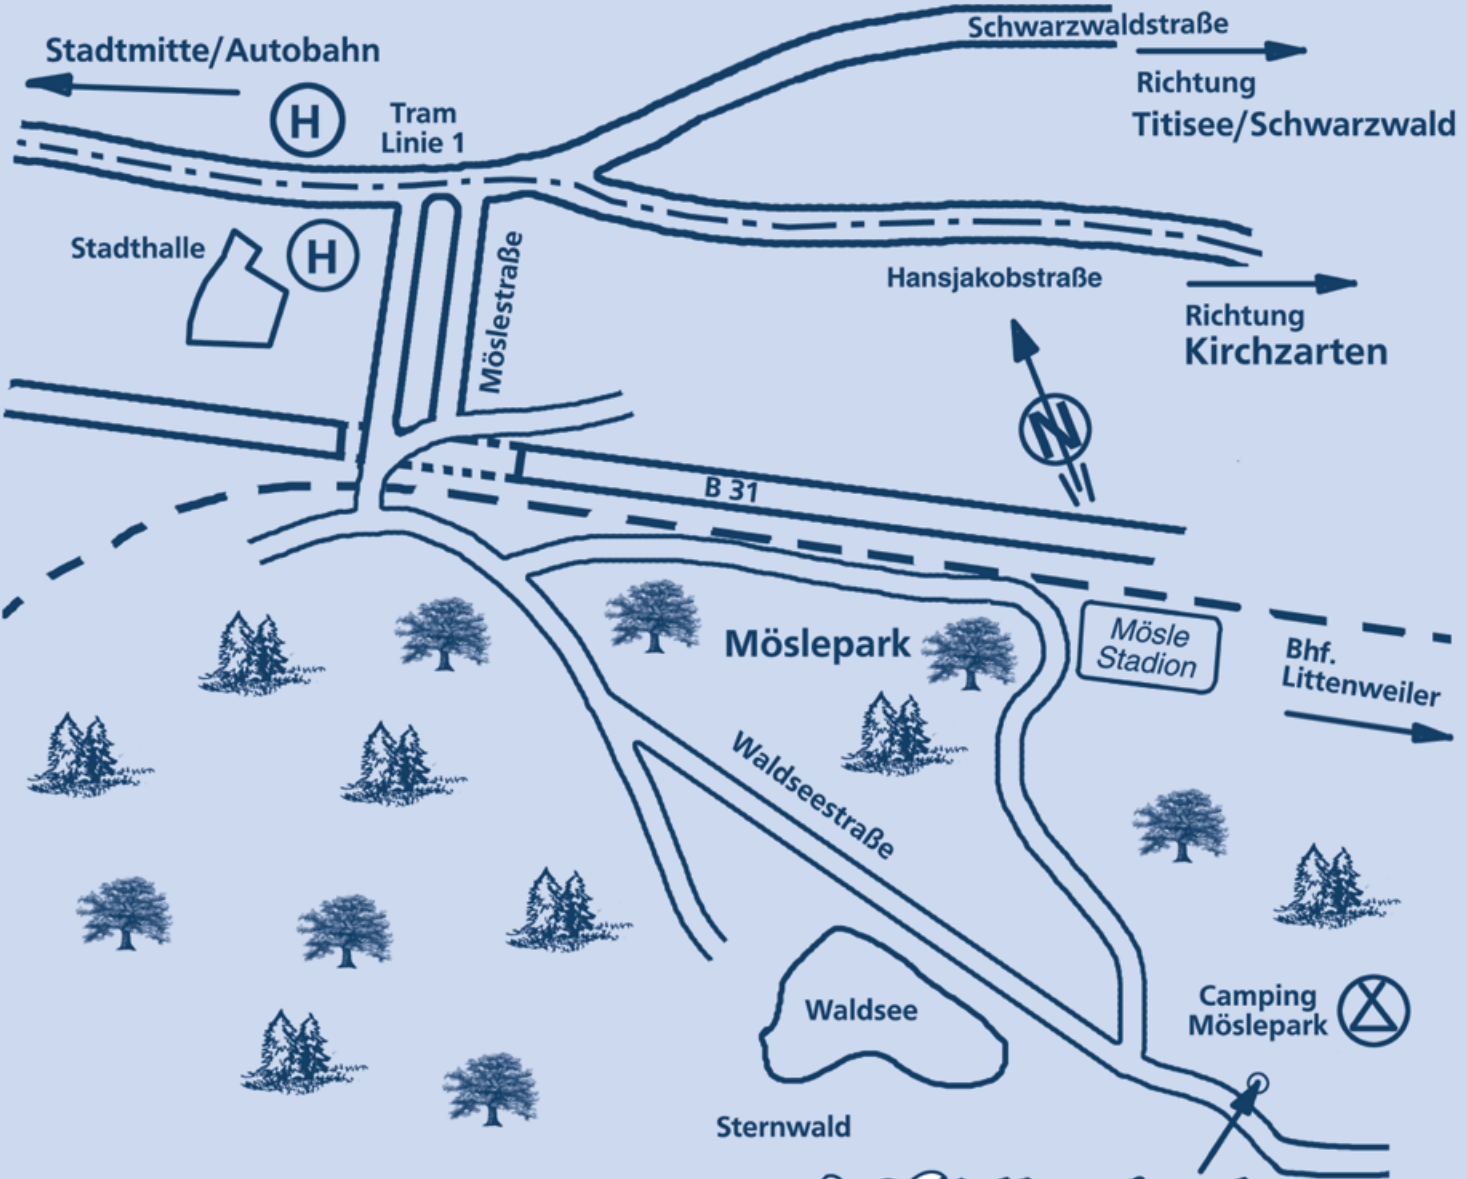 Schwarzwaldstraße
Stadtmitte/Autobahn
Richtung
Titisee/Schwarzwald
H
Tram
Linie 1
Stadthalle
H
Möslestraße
Hansjakobstraße
Richtung
Kirchzarten
N
B 31
Möslepark
Mösle
Stadion
Bhf.
Littenweiler
Waldseestraße
Waldsee
Camping
Möslepark
Sternwald